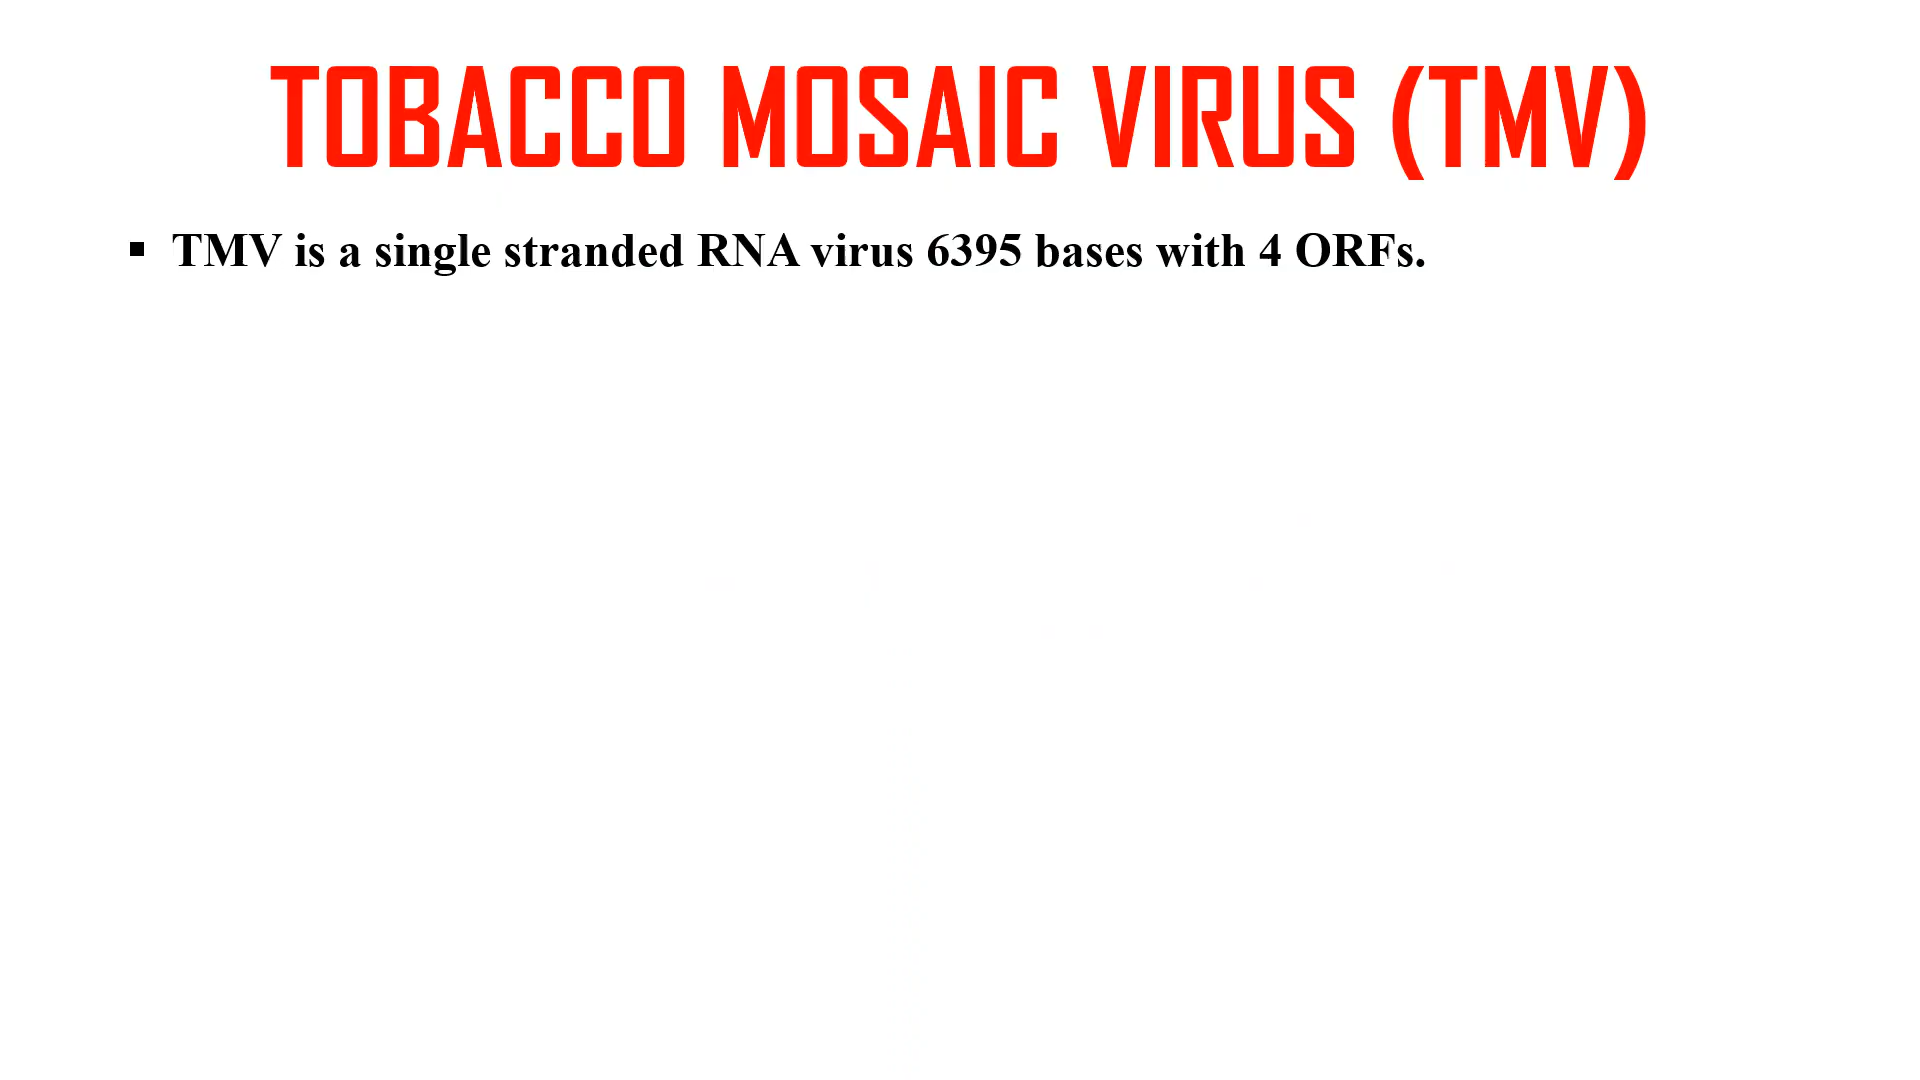 TOBACCO MOSAIC VIRUS (TMV)
▪ TMV is a single stranded RNA virus 6395 bases with 4 ORFs.